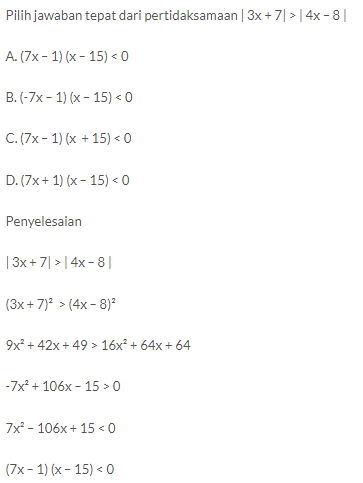 Pilih jawaban tepat dari pertidaksamaan | 3x + 7| > | 4x – 8 |
A. (7x – 1) (x – 15) < 0
B. (-7x – 1) (x – 15) < 0
C. (7x – 1) (x + 15) < 0
D. (7x + 1) (x – 15) < 0
Penyelesaian
| 3x + 7| > | 4x – 8 |
(3x + 7)² > (4x – 8)²
9x² + 42x + 49 > 16x² + 64x + 64
-7x² + 106x – 15 > 0
7x² – 106x + 15 < 0
(7x – 1) (x – 15) < 0